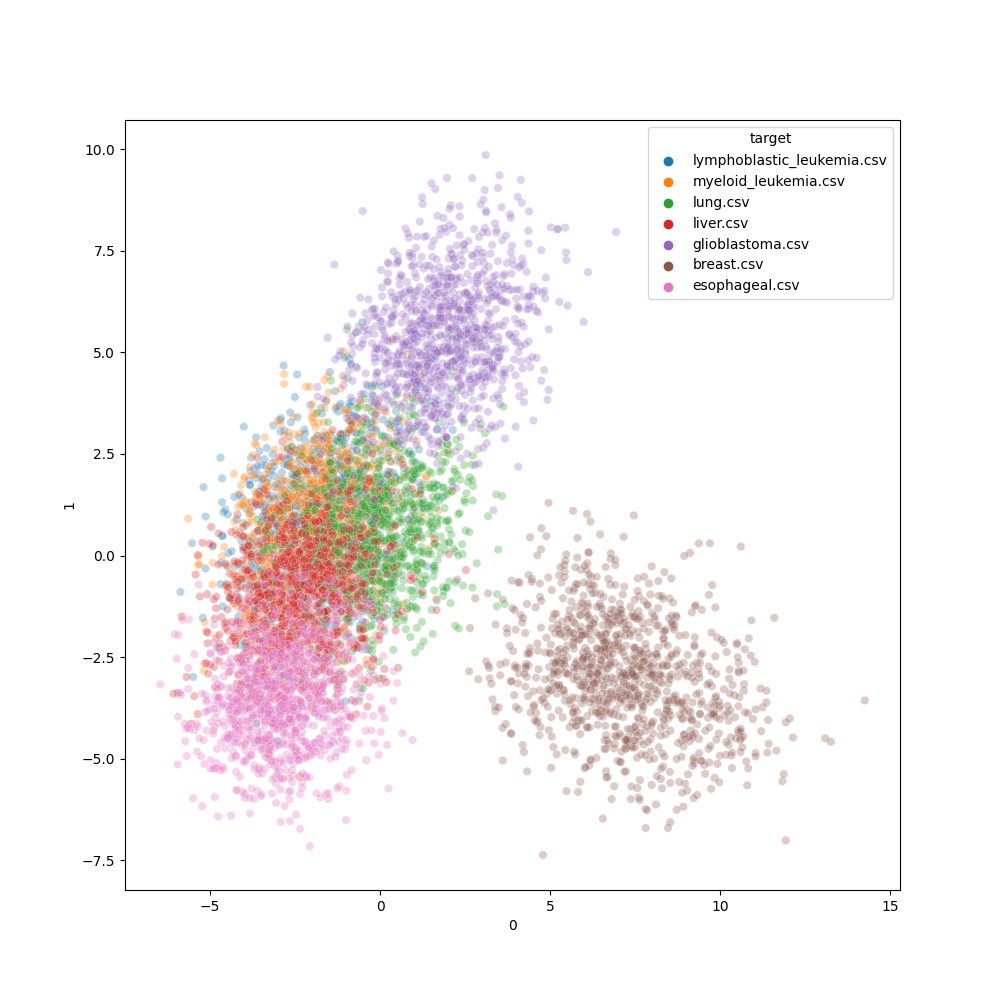 target
lymphoblastic_leukemia.csv
myeloid_leukemia.csv
lung.csv
liver.csv
glioblastoma.csv
breast.csv
esophageal.csv
10.0
7.5
5.0
2.5
0.0
−2.5
−5.0
−7.5
1
−5
0
5
10
15
0